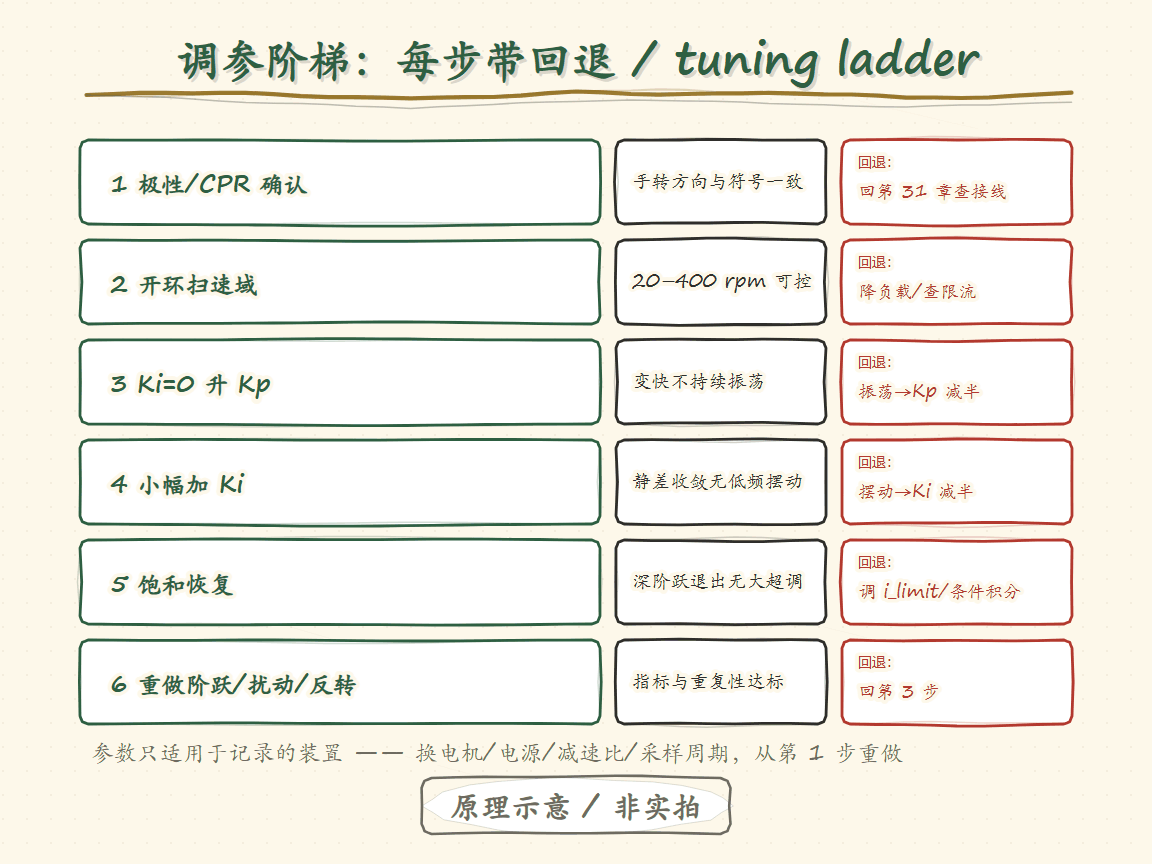 调参阶梯：每步带回退 / tuning ladder
1 极性/CPR 确认
手转方向与符号一致
回退：
回第 31 章查接线
2 开环扫速域
20–400 rpm 可控
回退：
降负载/查限流
3 Ki=0 升 Kp
变快不持续振荡
回退：
振荡→Kp 减半
4 小幅加 Ki
静差收敛无低频摆动
回退：
摆动→Ki 减半
5 饱和恢复
深阶跃退出无大超调
回退：
调 i_limit/条件积分
6 重做阶跃/扰动/反转
指标与重复性达标
回退：
回第 3 步
参数只适用于记录的装置 —— 换电机/电源/减速比/采样周期，从第 1 步重做
原理示意 / 非实拍